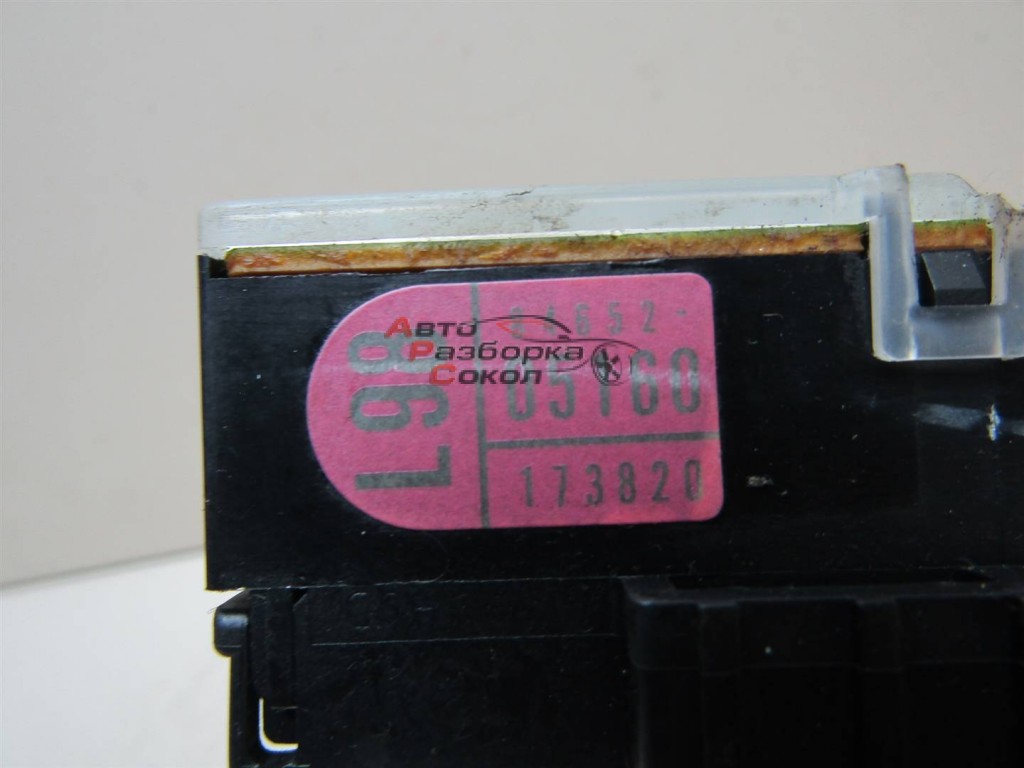 L98
84652-
05160
173820
Авто
Разборка
Сокол